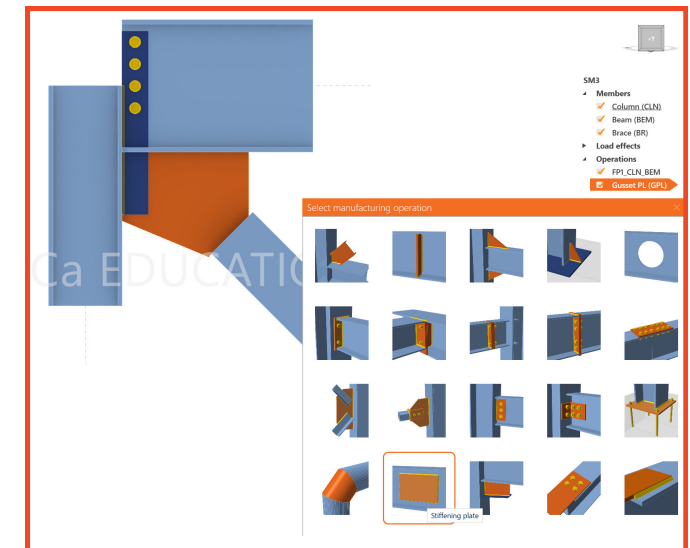 +Y
SM3
Members
Column (CLN)
Beam (BEM)
Brace (BR)
Load effects
Operations
FP1_CLN_BEM
Gusset PL (GPL)
Select manufacturing operation
Ca EDUCATIO
Stiffening plate